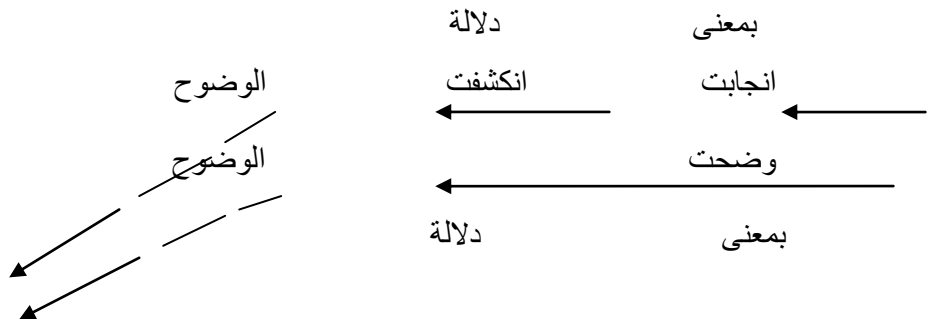 بمعنى دلالة
انجابت انكشفت الوضوح
وضحت الوضوح
بمعنى دلالة